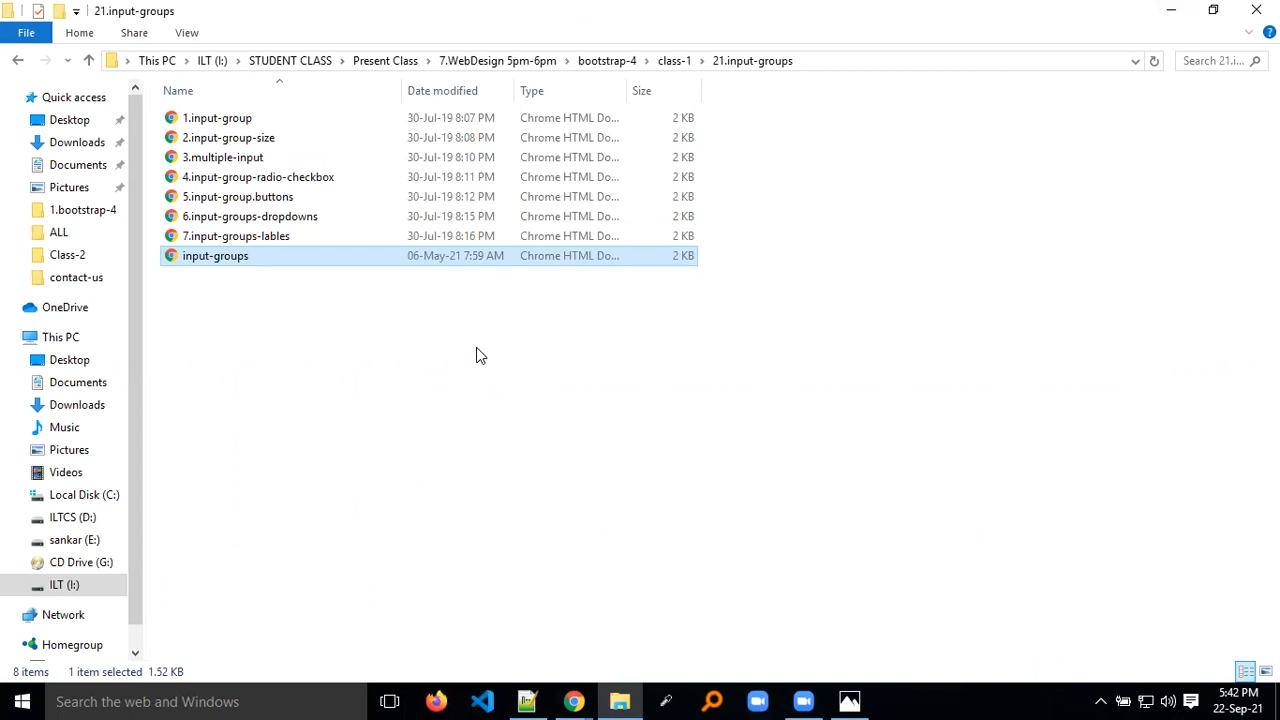 21.input-groups
File Home Share View
This PC › ILT (I:) › STUDENT CLASS › Present Class › 7.WebDesign 5pm-6pm › bootstrap-4 › class-1 › 21.input-groups
Search 21.i...
Quick access
Desktop
Downloads
Documents
Pictures
1.bootstrap-4
ALL
Class-2
contact-us
OneDrive
This PC
Desktop
Documents
Downloads
Music
Pictures
Videos
Local Disk (C:)
ILTCS (D:)
sankar (E:)
CD Drive (G:)
ILT (I:)
Network
Homegroup
Name Date modified Type Size
1.input-group 30-Jul-19 8:07 PM Chrome HTML Do... 2 KB
2.input-group-size 30-Jul-19 8:08 PM Chrome HTML Do... 2 KB
3.multiple-input 30-Jul-19 8:10 PM Chrome HTML Do... 2 KB
4.input-group-radio-checkbox 30-Jul-19 8:11 PM Chrome HTML Do... 2 KB
5.input-group.buttons 30-Jul-19 8:12 PM Chrome HTML Do... 2 KB
6.input-groups-dropdowns 30-Jul-19 8:15 PM Chrome HTML Do... 2 KB
7.input-groups-lables 30-Jul-19 8:16 PM Chrome HTML Do... 2 KB
input-groups 06-May-21 7:59 AM Chrome HTML Do... 2 KB
8 items 1 item selected 1.52 KB
Search the web and Windows
5:42 PM
22-Sep-21